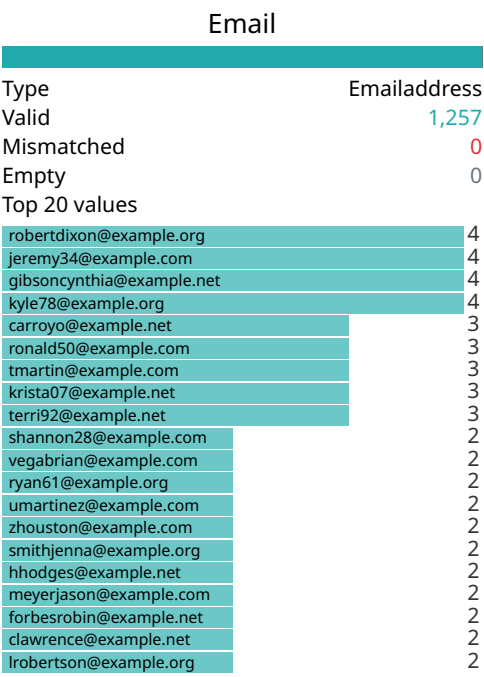 Email
Type Emailaddress
Valid 1,257
Mismatched 0
Empty 0
Top 20 values
robertdixon@example.org 4
jeremy34@example.com 4
gibsoncynthia@example.net 4
kyle78@example.org 4
carroyo@example.net 3
ronald50@example.com 3
tmartin@example.com 3
krista07@example.net 3
terri92@example.net 3
shannon28@example.com 2
vegabrian@example.com 2
ryan61@example.org 2
umartinez@example.com 2
zhouston@example.com 2
smithjenna@example.org 2
hhodges@example.net 2
meyerjason@example.com 2
forbesrobin@example.net 2
clawrence@example.net 2
lrobertson@example.org 2